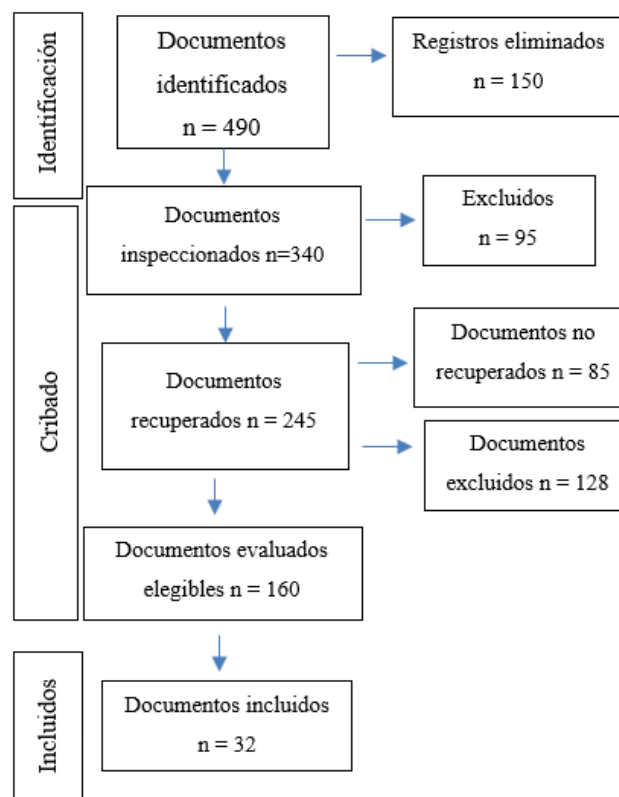 Identificación
Documentos
identificados
n = 490
Registros eliminados
n = 150
Cribado
Documentos
inspeccionados n=340
Excluidos
n = 95
Documentos
recuperados n = 245
Documentos no
recuperados n = 85
Documentos
excluidos n = 128
Documentos evaluados
elegibles n = 160
Incluidos
Documentos incluidos
n = 32